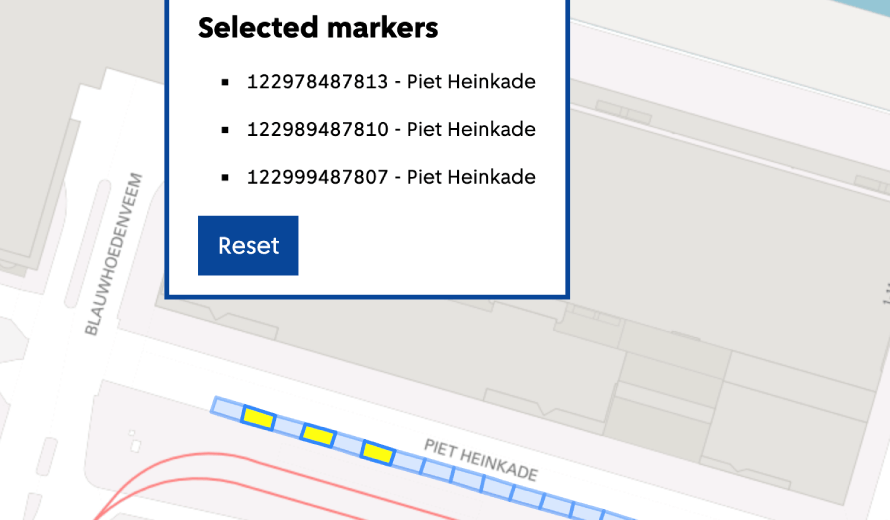 Selected markers
122978487813 - Piet Heinkade
122989487810 - Piet Heinkade
122999487807 - Piet Heinkade
Reset
BLAUWHOEDENVEEM
PIET HEINKADE